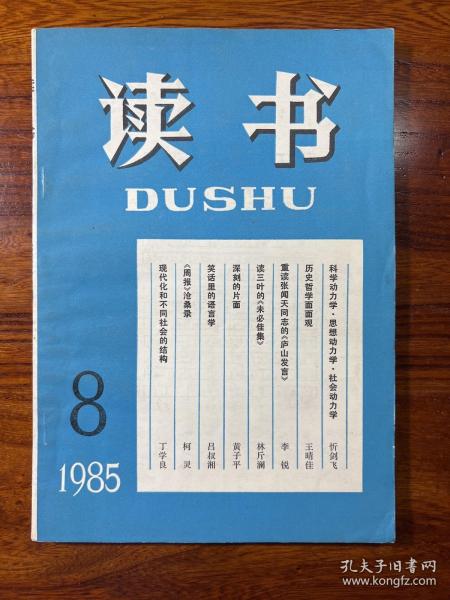 读书
DUSHU
科学动力学·思想动力学·社会动力学 忻剑飞
历史哲学面面观 王晴佳
重读张闻天同志的《庐山发言》 李锐
读三叶的《未必佳集》 林斤澜
深刻的片面 黄子平
笑话里的语言学 吕叔湘
《周报》沧桑录 柯灵
现代化和不同社会的结构 丁学良
8
1985
孔夫子旧书网
www.kongfz.com